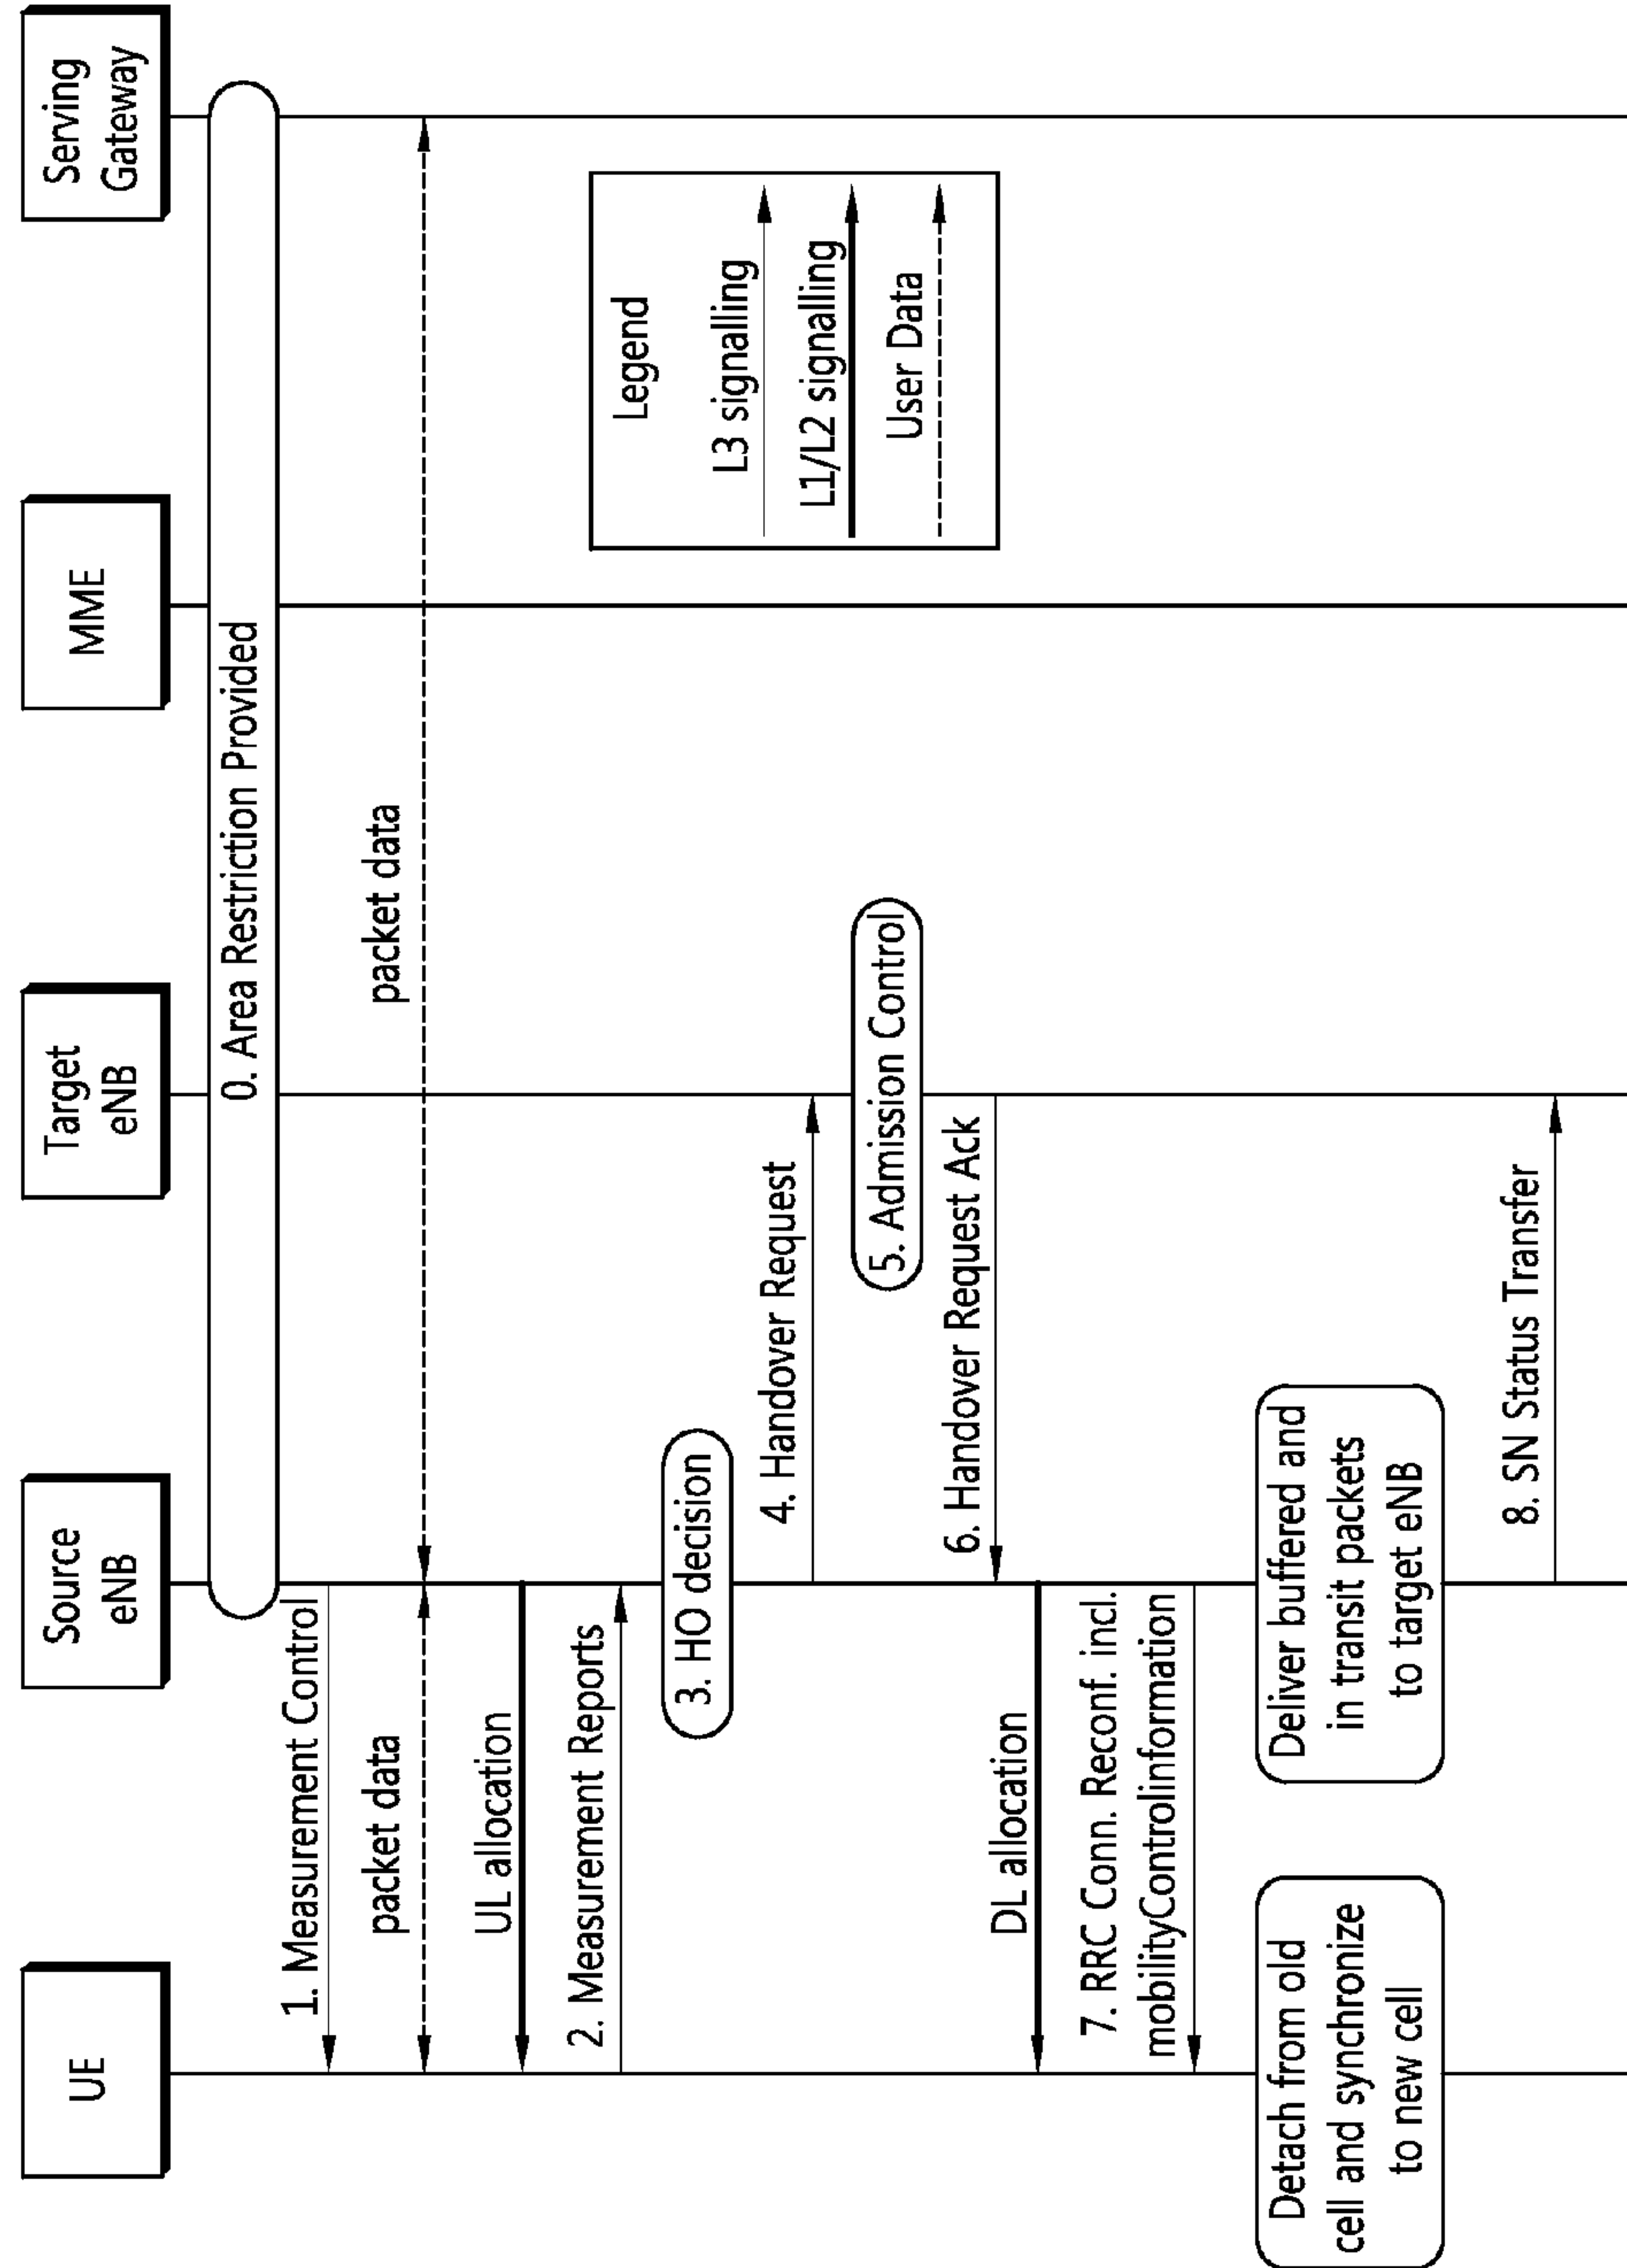 UE
Source
eNB
Target
eNB
MME
Serving
Gateway
0. Area Restriction Provided
1. Measurement Control
packet data
packet data
UL allocation
2. Measurement Reports
3. HO decision
4. Handover Request
5. Admission Control
6. Handover Request Ack
DL allocation
7. RRC Conn. Reconf. incl.
mobilityControlinformation
Detach from old
cell and synchronize
to new cell
Deliver buffered and
in transit packets
to target eNB
8. SN Status Transfer
Legend
L3 signalling
L1/L2 signalling
User Data